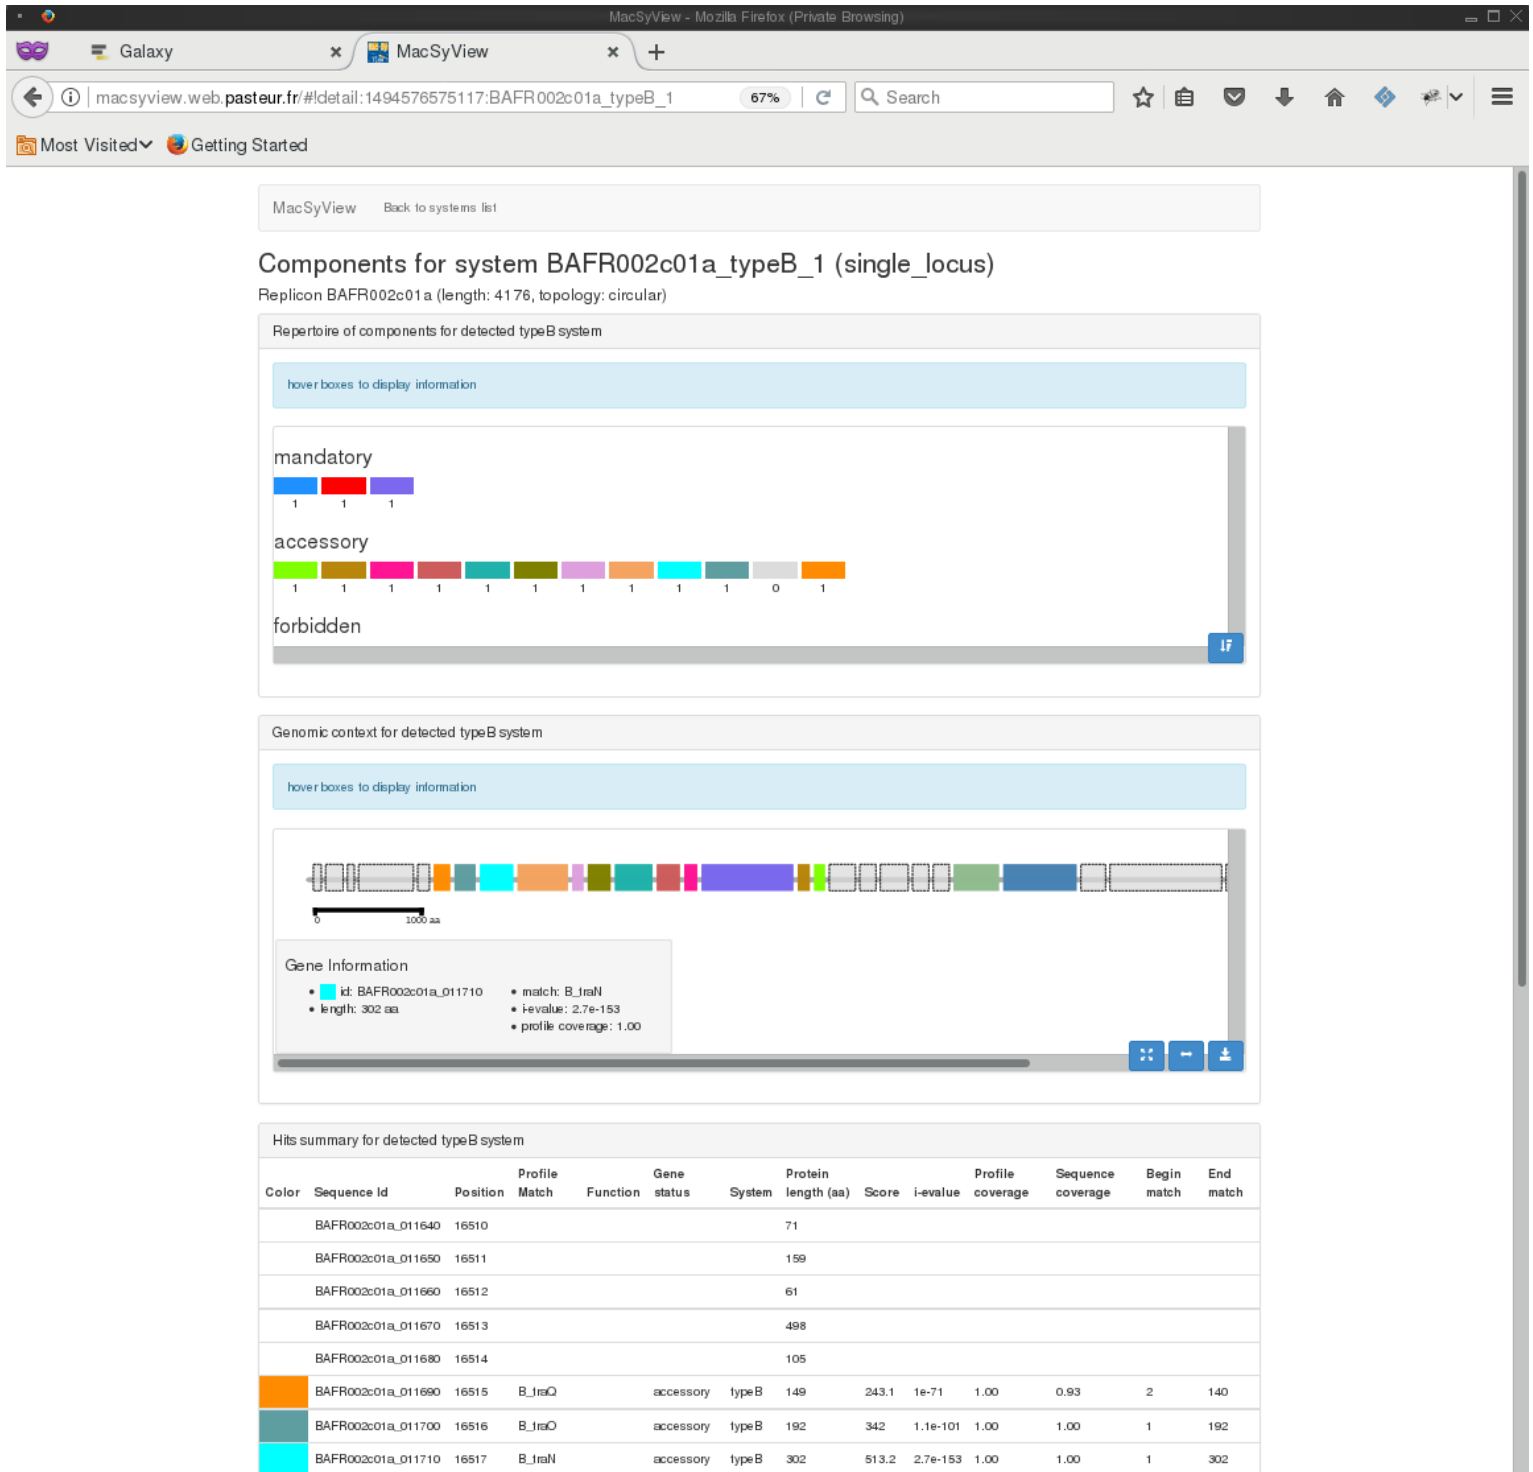 MacSyView - Mozilla Firefox (Private Browsing)
Galaxy × MacSyView × +
macsyview.web.pasteur.fr/#!detail:1494576575117:BAFR002c01a_typeB_1 67% Search
Most Visited Getting Started
MacSyView Back to systems list
Components for system BAFR002c01a_typeB_1 (single_locus)
Replicon BAFR002c01a (length: 4176, topology: circular)
Repertoire of components for detected typeB system
hover boxes to display information
mandatory
1 1 1
accessory
1 1 1 1 1 1 1 1 1 1 0 1
forbidden
Genomic context for detected typeB system
hover boxes to display information
0 1000 aa
Gene Information
• id: BAFR002c01a_011710 • match: B_traN
• length: 302 aa • i-evalue: 2.7e-153
• profile coverage: 1.00
Hits summary for detected typeB system
Color Sequence Id Position Profile Match Function Gene status System Protein length (aa) Score i-evalue Profile coverage Sequence coverage Begin match End match
BAFR002c01a_011640 16510 71
BAFR002c01a_011650 16511 159
BAFR002c01a_011660 16512 61
BAFR002c01a_011670 16513 498
BAFR002c01a_011680 16514 105
BAFR002c01a_011690 16515 B_traQ accessory typeB 149 243.1 1e-71 1.00 0.93 2 140
BAFR002c01a_011700 16516 B_traO accessory typeB 192 342 1.1e-101 1.00 1.00 1 192
BAFR002c01a_011710 16517 B_traN accessory typeB 302 513.2 2.7e-153 1.00 1.00 1 302